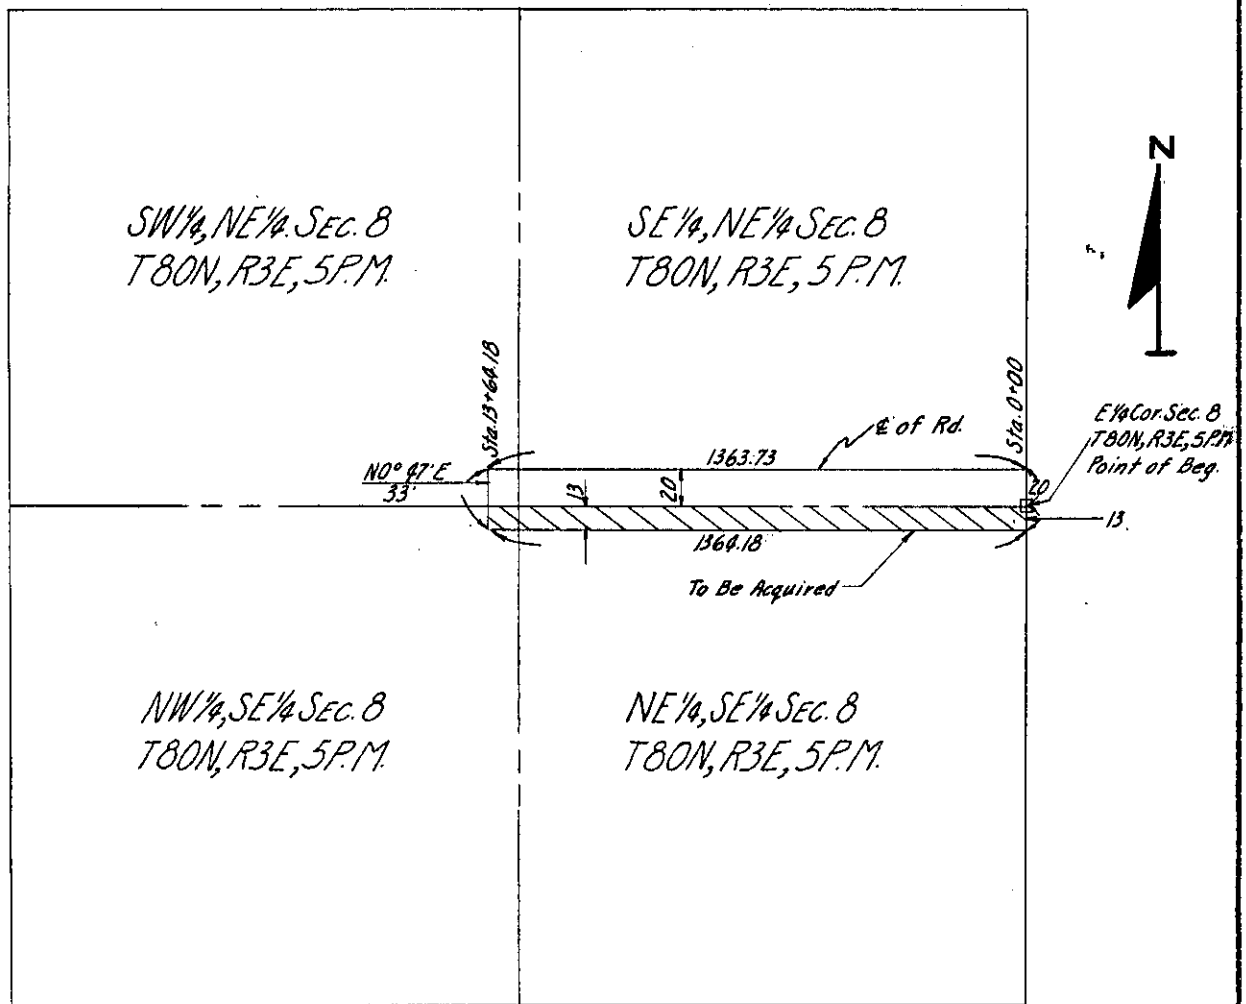 N
SW¼, NE¼. SEC. 8
T80N, R3E, 5P.M.
SE¼, NE¼ SEC. 8
T80N, R3E, 5 P.M.
Sta. 13+64.18
Sta. 0+00
E¼ Cor. Sec. 8
T80N, R3E, 5P.M.
Point of Beg.
℄ of Rd.
1363.73
N0° 47' E
33'
13
20
20
13
1364.18
To Be Acquired
NW¼, SE¼ SEC. 8
T80N, R3E, 5P.M.
NE¼, SE¼ SEC. 8
T80N, R3E, 5P.M.